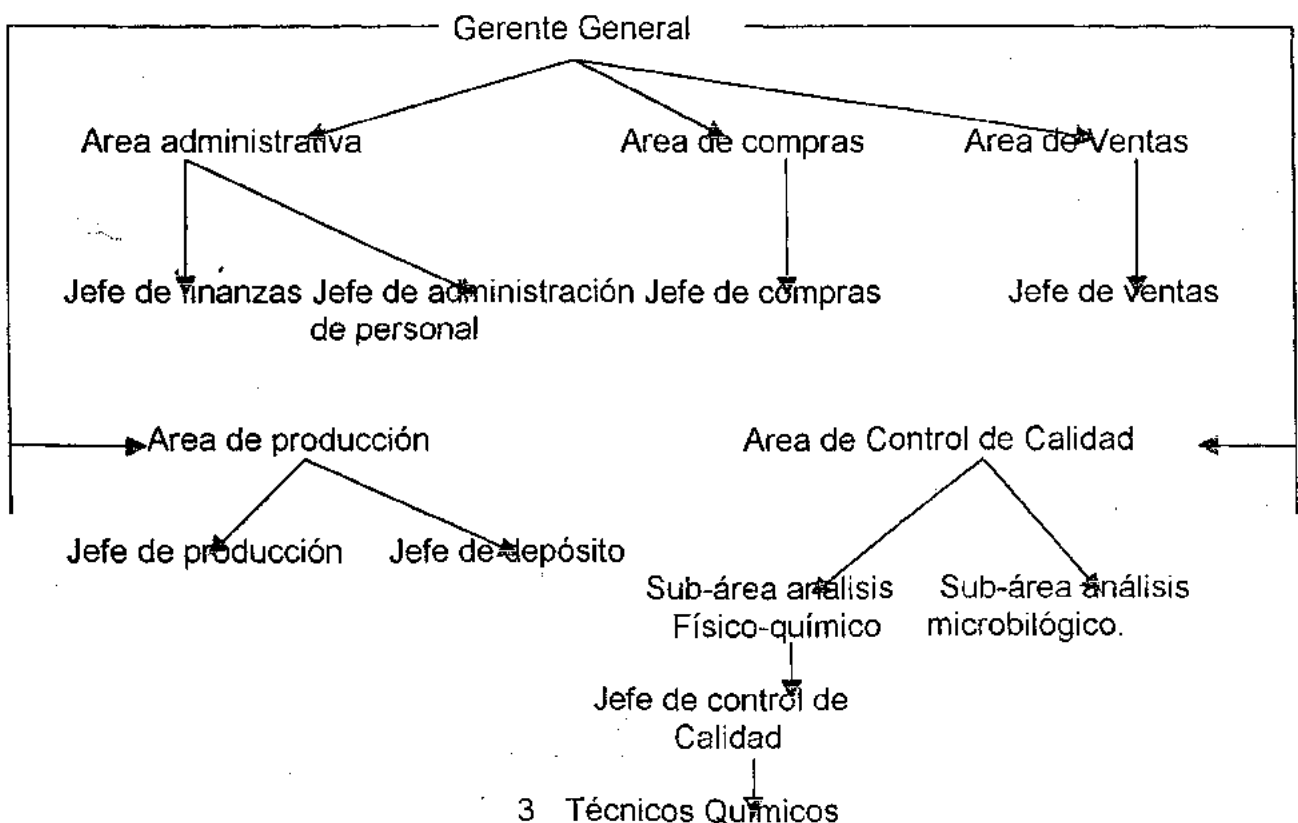 Gerente General
Area administrativa Area de compras Area de Ventas
Jefe de finanzas Jefe de administración Jefe de compras Jefe de ventas
de personal
Area de producción Area de Control de Calidad
Jefe de producción Jefe de depósito
Sub-área análisis Sub-área análisis
Físico-químico microbilógico.
Jefe de control de
Calidad
3 Técnicos Químicos